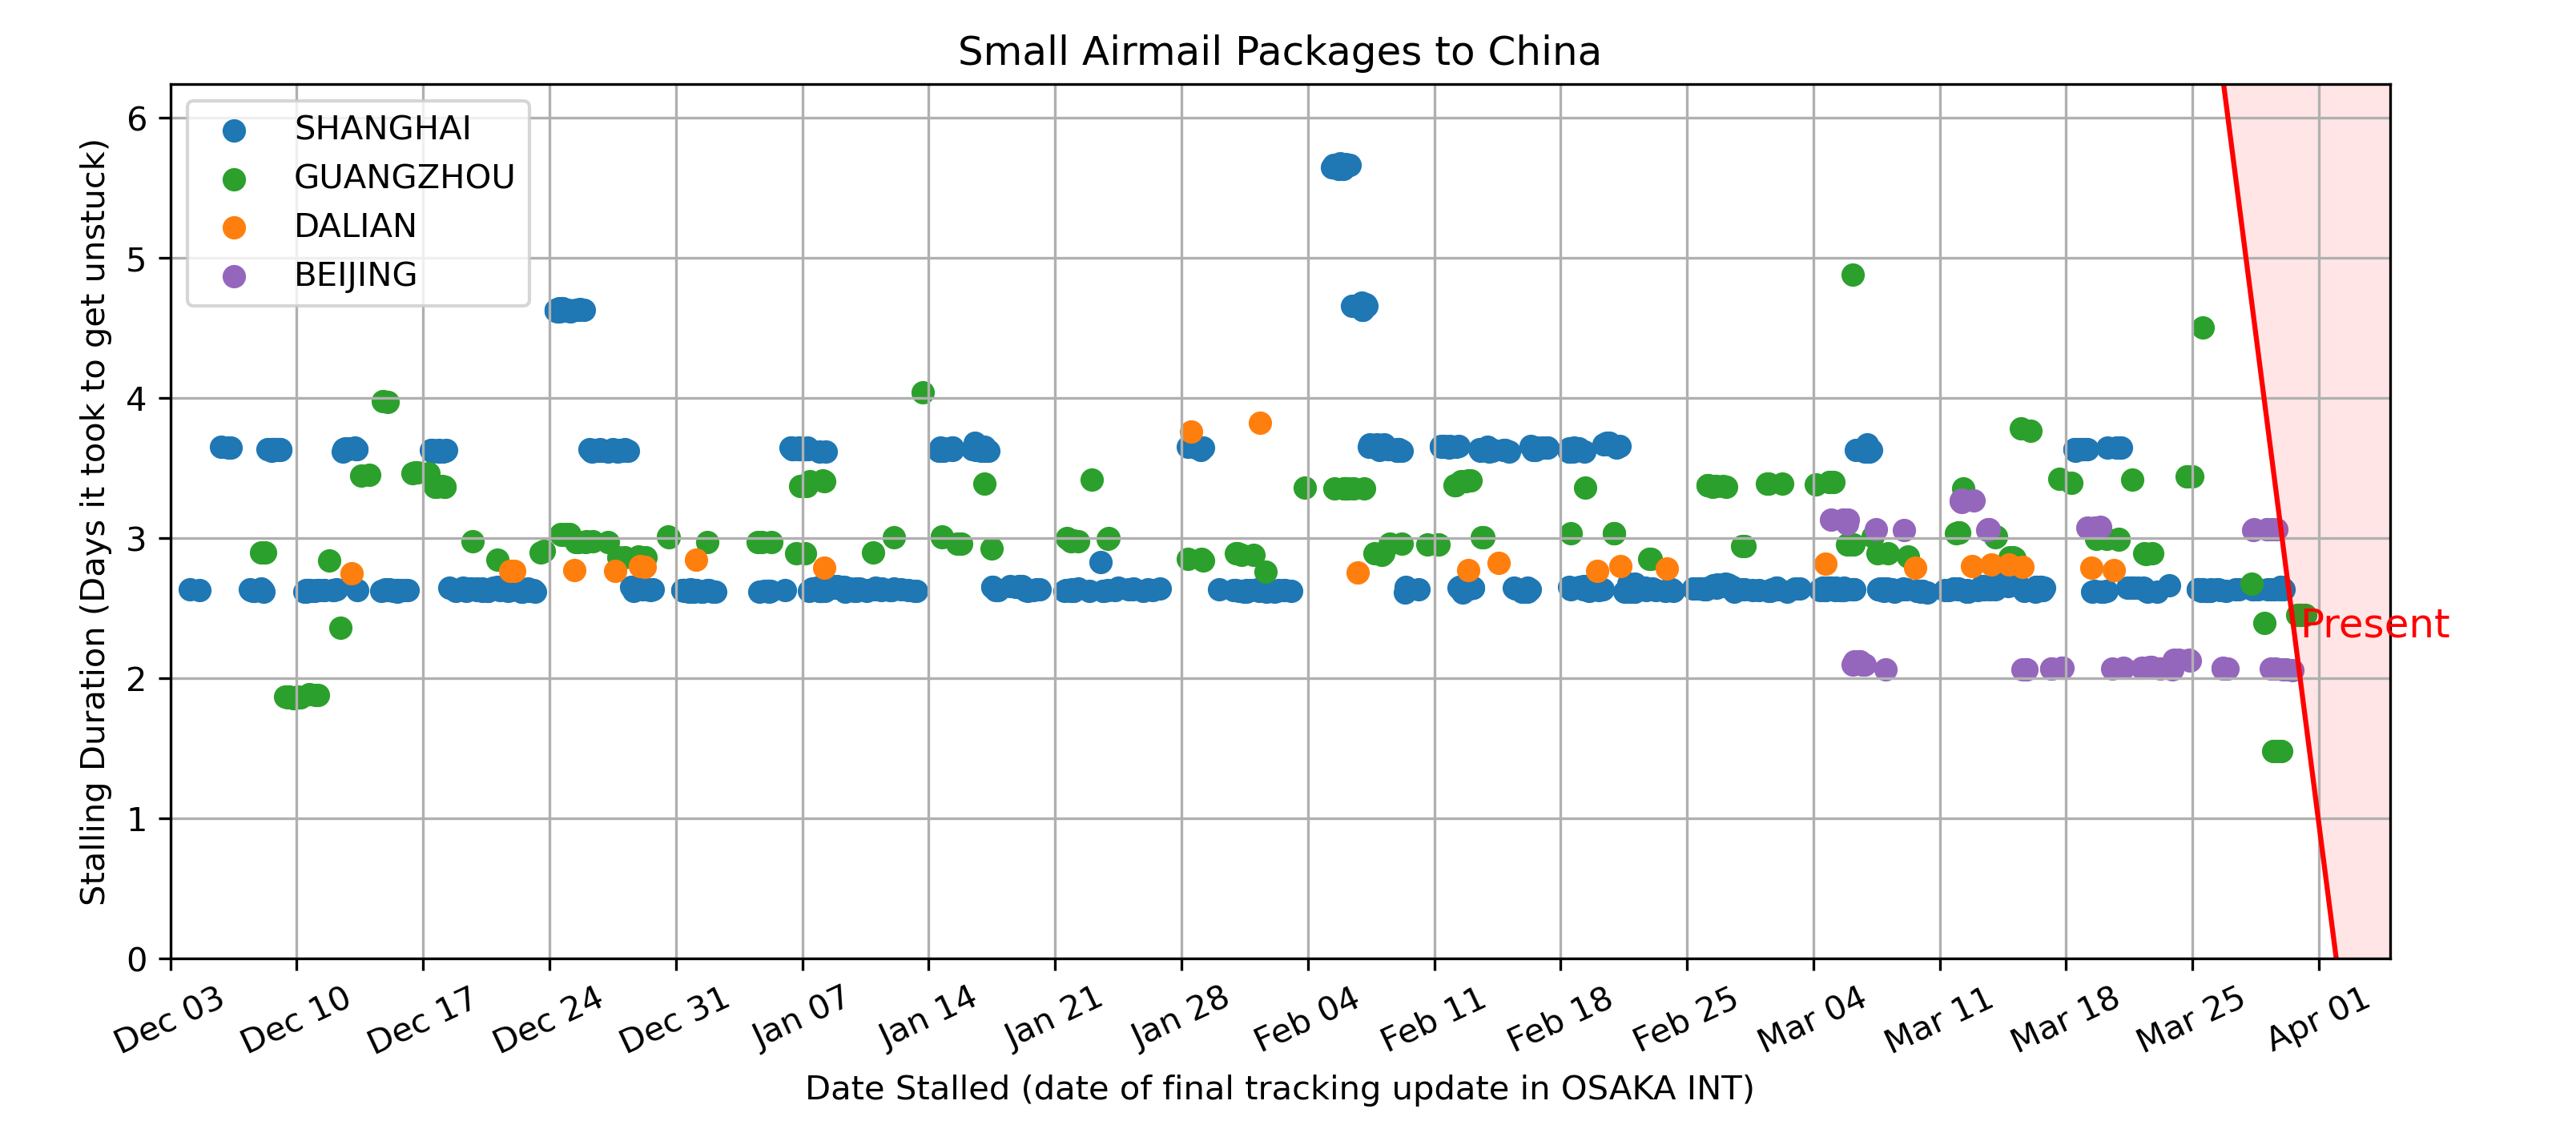 Small Airmail Packages to China
Stalling Duration (Days it took to get unstuck)
6
5
4
3
2
1
0
SHANGHAI
GUANGZHOU
DALIAN
BEIJING
Present
Dec 03
Dec 10
Dec 17
Dec 24
Dec 31
Jan 07
Jan 14
Jan 21
Jan 28
Feb 04
Feb 11
Feb 18
Feb 25
Mar 04
Mar 11
Mar 18
Mar 25
Apr 01
Date Stalled (date of final tracking update in OSAKA INT)